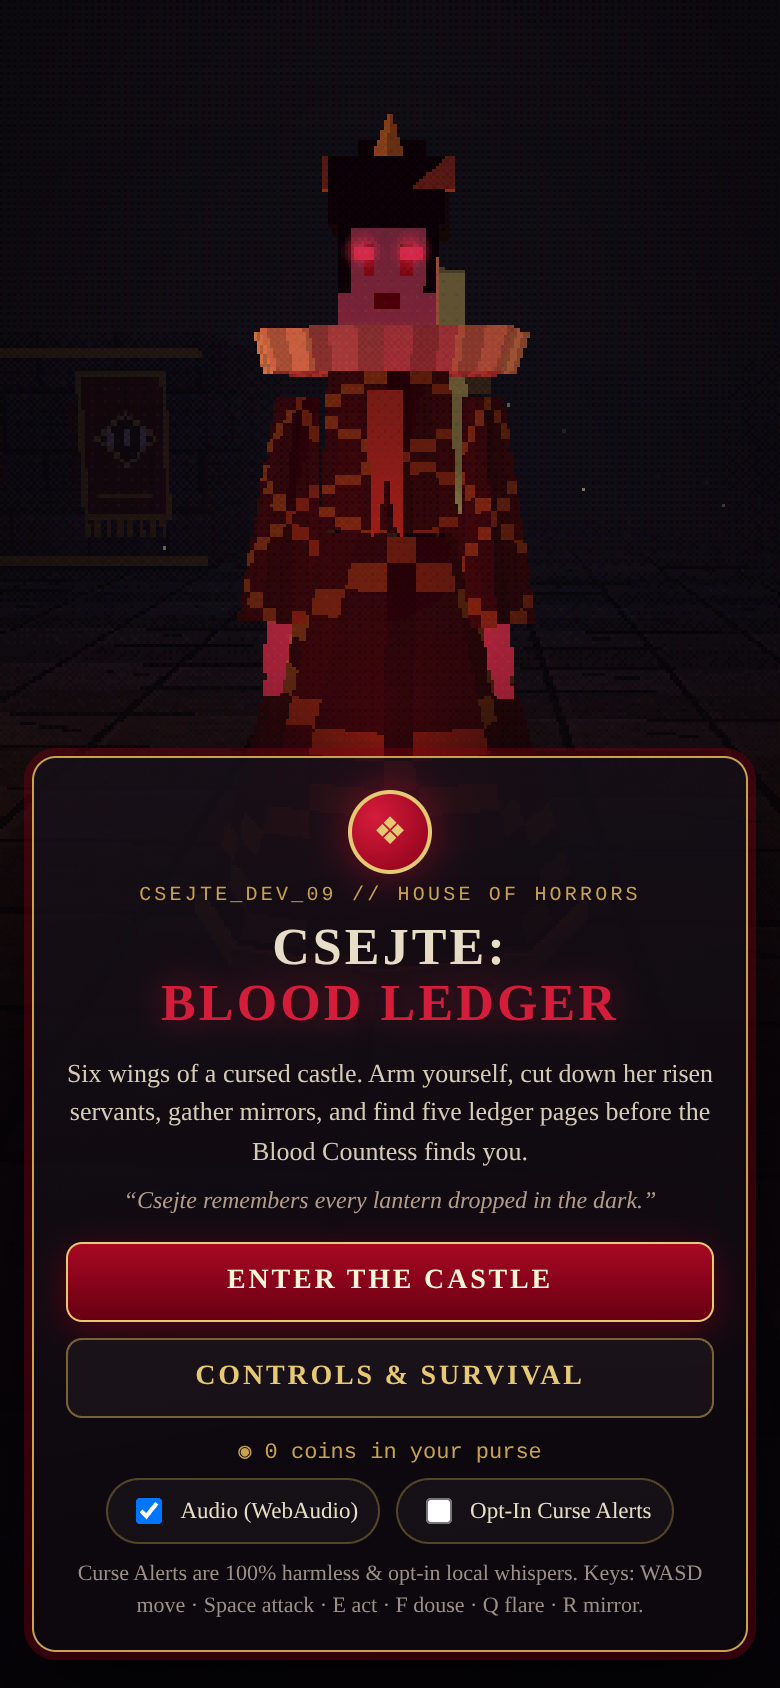 CSEJTE_DEV_09 // HOUSE OF HORRORS
CSEJTE:
BLOOD LEDGER
Six wings of a cursed castle. Arm yourself, cut down her risen
servants, gather mirrors, and find five ledger pages before the
Blood Countess finds you.
“Csejte remembers every lantern dropped in the dark.”
ENTER THE CASTLE
CONTROLS & SURVIVAL
◉ 0 coins in your purse
Audio (WebAudio)
Opt-In Curse Alerts
Curse Alerts are 100% harmless & opt-in local whispers. Keys: WASD
move · Space attack · E act · F douse · Q flare · R mirror.